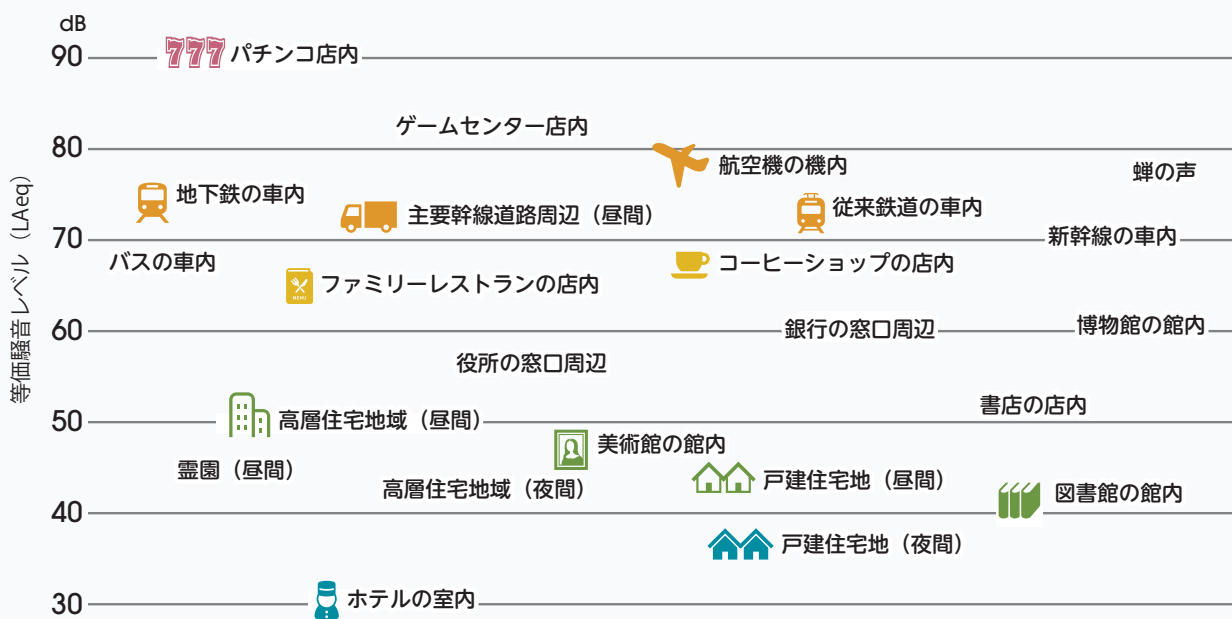 dB
90
777 パチンコ店内
ゲームセンター店内
80
航空機の機内
蝉の声
地下鉄の車内
主要幹線道路周辺（昼間）
従来鉄道の車内
70
新幹線の車内
バスの車内
コーヒーショップの店内
MENU
ファミリーレストランの店内
60
銀行の窓口周辺
博物館の館内
役所の窓口周辺
書店の店内
50
高層住宅地域（昼間）
美術館の館内
霊園（昼間）
高層住宅地域（夜間）
戸建住宅地（昼間）
図書館の館内
40
戸建住宅地（夜間）
30
ホテルの室内
等価騒音レベル（LAeq）